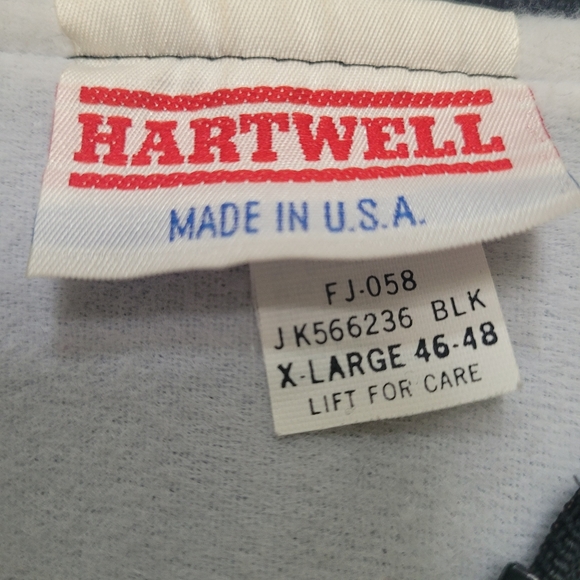 HARTWELL
MADE IN U.S.A.
FJ-058
JK566236 BLK
X-LARGE 46-48
LIFT FOR CARE